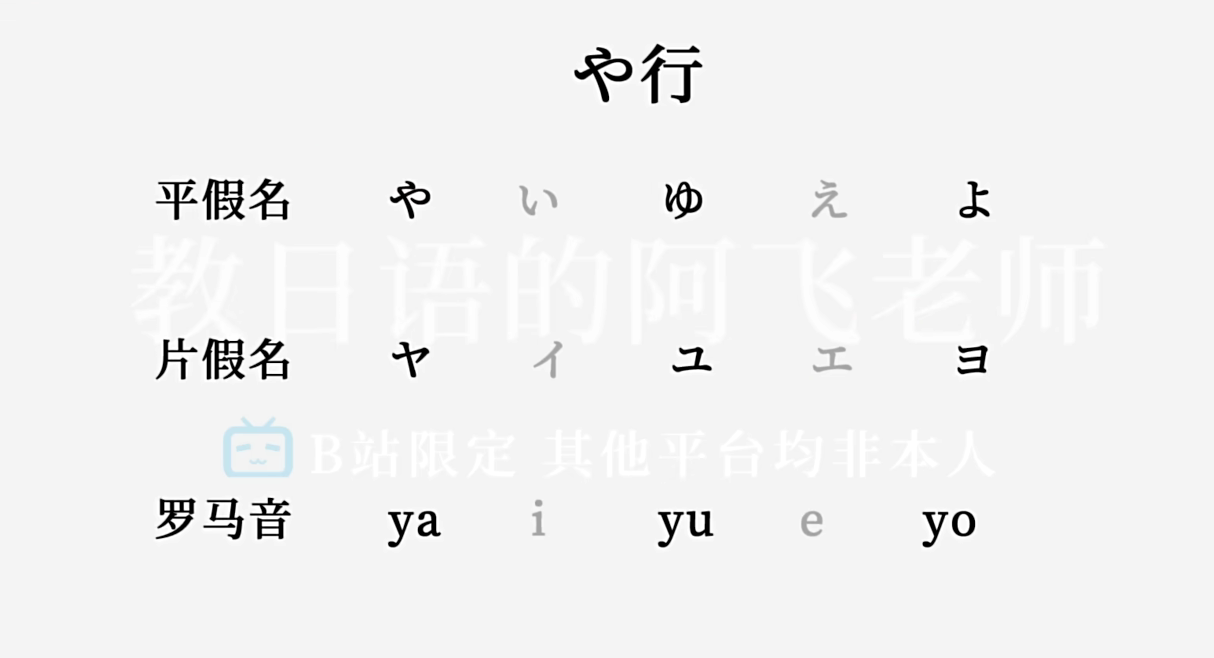 や行
平假名 や い ゆ え よ
教日语的阿飞老师
片假名 ヤ イ ユ エ ヨ
B站限定 其他平台均非本人
罗马音 ya i yu e yo